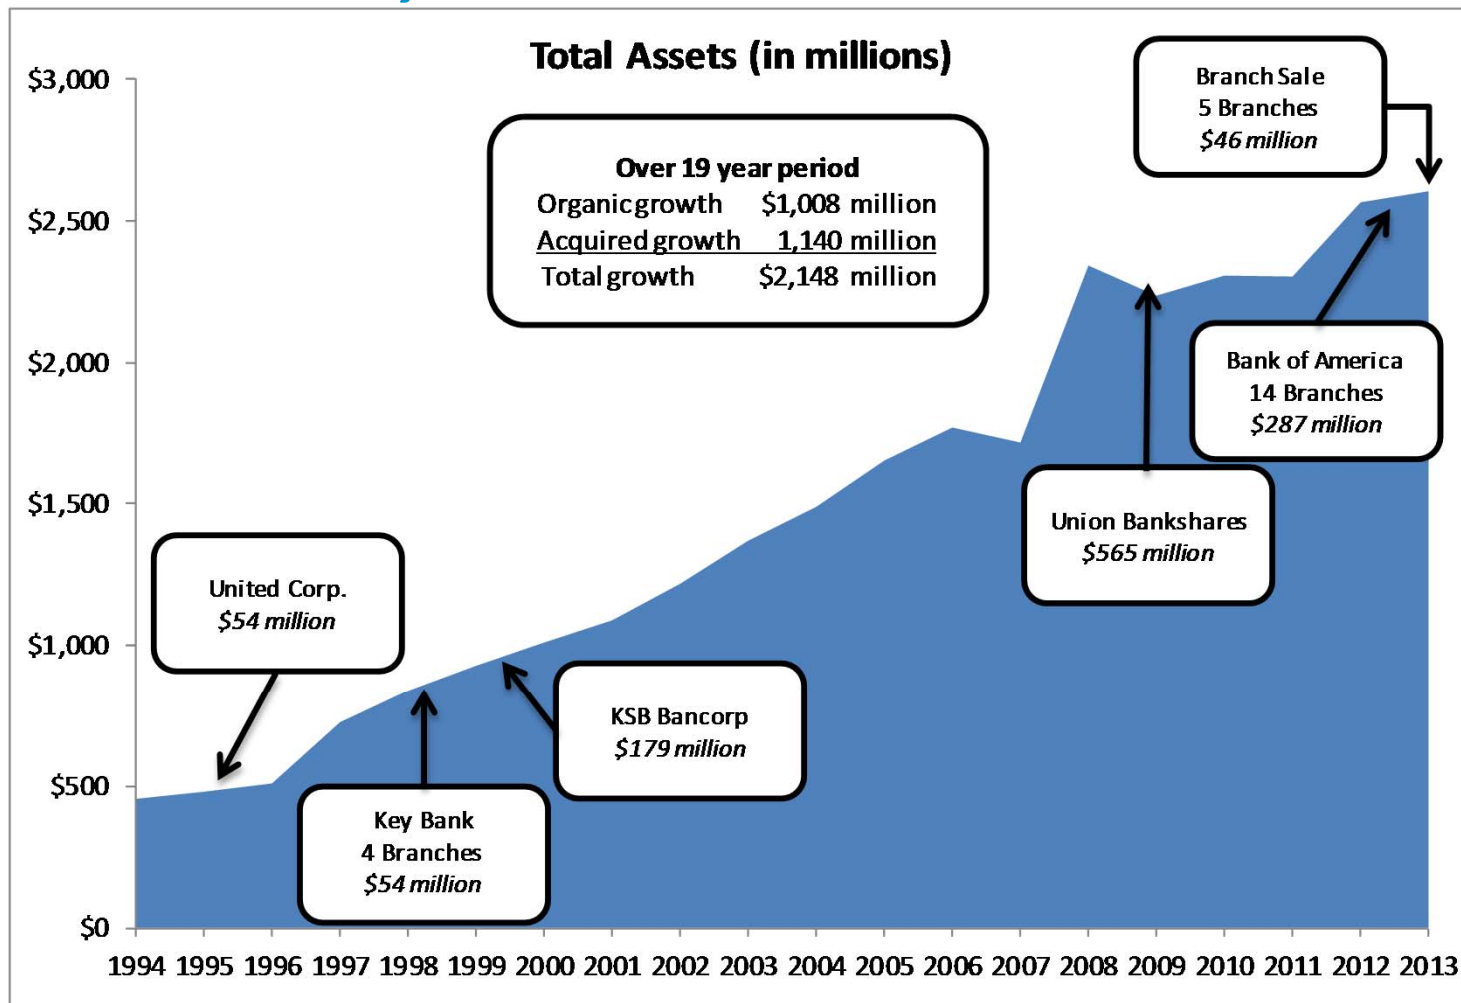 Total Assets (in millions)
$3,000
$2,500
$2,000
$1,500
$1,000
$500
$0
Over 19 year period
Organic growth $1,008 million
Acquired growth 1,140 million
Total growth $2,148 million
Branch Sale
5 Branches
$46 million
Bank of America
14 Branches
$287 million
Union Bankshares
$565 million
United Corp.
$54 million
KSB Bancorp
$179 million
Key Bank
4 Branches
$54 million
1994 1995 1996 1997 1998 1999 2000 2001 2002 2003 2004 2005 2006 2007 2008 2009 2010 2011 2012 2013